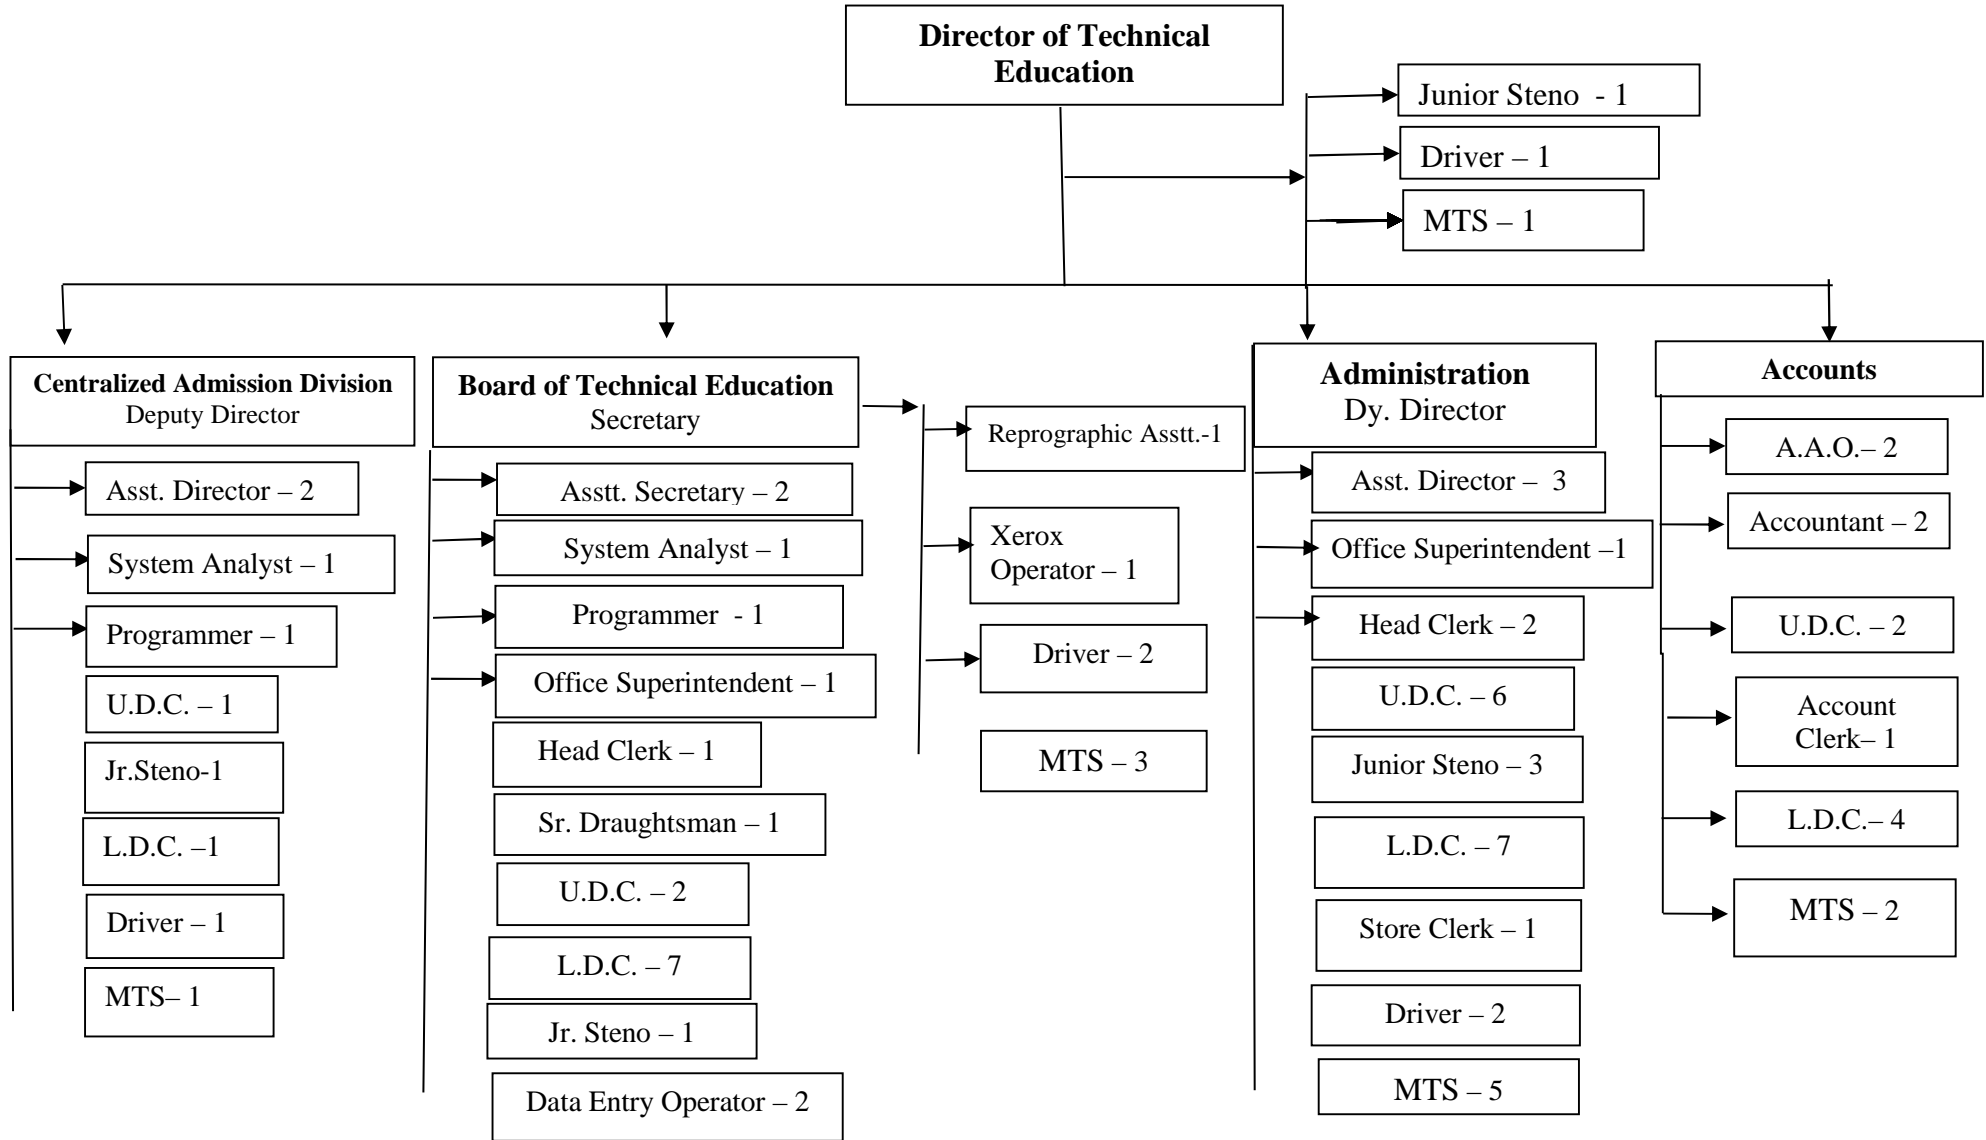 Director of Technical
Education
Junior Steno - 1
Driver – 1
MTS – 1
Centralized Admission Division
Deputy Director
Asst. Director – 2
System Analyst – 1
Programmer – 1
U.D.C. – 1
Jr.Steno-1
L.D.C. –1
Driver – 1
MTS– 1
Board of Technical Education
Secretary
Asstt. Secretary – 2
System Analyst – 1
Programmer - 1
Office Superintendent – 1
Head Clerk – 1
Sr. Draughtsman – 1
U.D.C. – 2
L.D.C. – 7
Jr. Steno – 1
Data Entry Operator – 2
Reprographic Asstt.-1
Xerox
Operator – 1
Driver – 2
MTS – 3
Administration
Dy. Director
Asst. Director – 3
Office Superintendent –1
Head Clerk – 2
U.D.C. – 6
Junior Steno – 3
L.D.C. – 7
Store Clerk – 1
Driver – 2
MTS – 5
Accounts
A.A.O.– 2
Accountant – 2
U.D.C. – 2
Account
Clerk– 1
L.D.C.– 4
MTS – 2